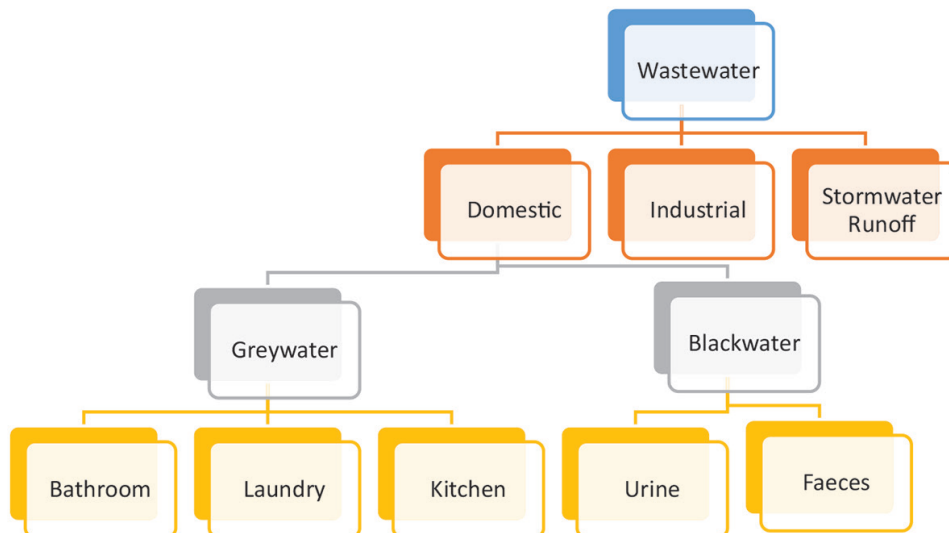 Wastewater
Domestic
Industrial
Stormwater
Runoff
Greywater
Blackwater
Bathroom
Laundry
Kitchen
Urine
Faeces